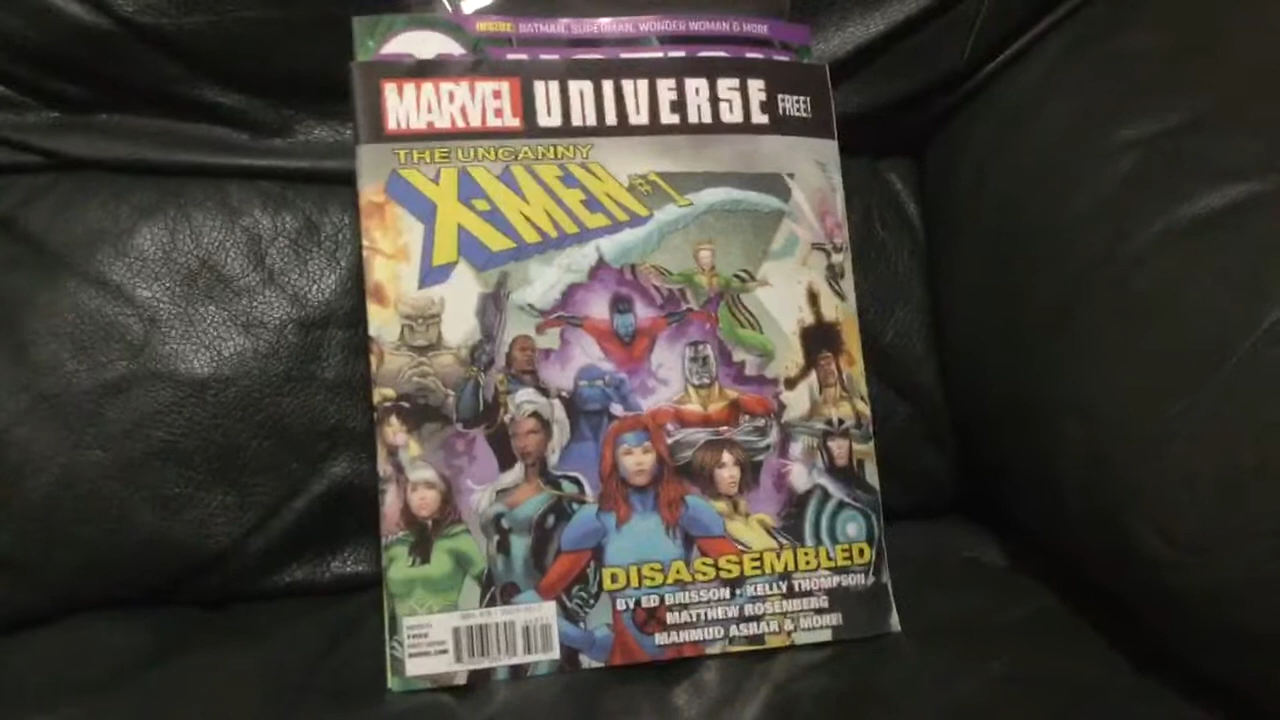 INSIDE: BATMAN, SUPERMAN, WONDER WOMAN & MORE
MARVEL UNIVERSE FREE!
THE UNCANNY
X-MEN #1
DISASSEMBLED
BY ED BRISSON • KELLY THOMPSON
MATTHEW ROSENBERG
MAHMUD ASRAR & MORE!